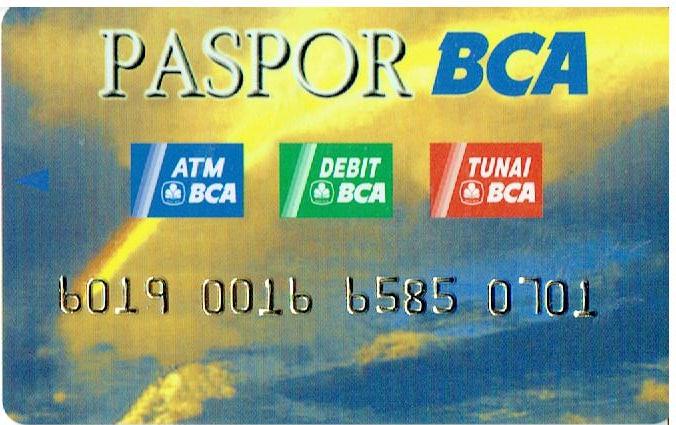 PASPOR BCA
ATM BCA
DEBIT BCA
TUNAI BCA
6019 0016 6585 0701